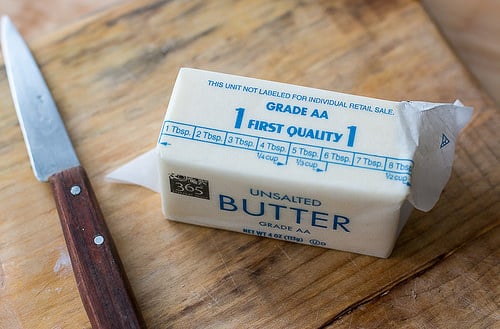 THIS UNIT NOT LABELED FOR INDIVIDUAL RETAIL SALE.
GRADE AA
1 FIRST QUALITY 1
1 Tbsp. 2 Tbsp. 3 Tbsp. 4 Tbsp. 5 Tbsp. 6 Tbsp. 7 Tbsp. 8 Tbsp
1/4 cup 1/3 cup 1/2 cup
365
UNSALTED
BUTTER
GRADE AA
NET WT 4 OZ (113g)